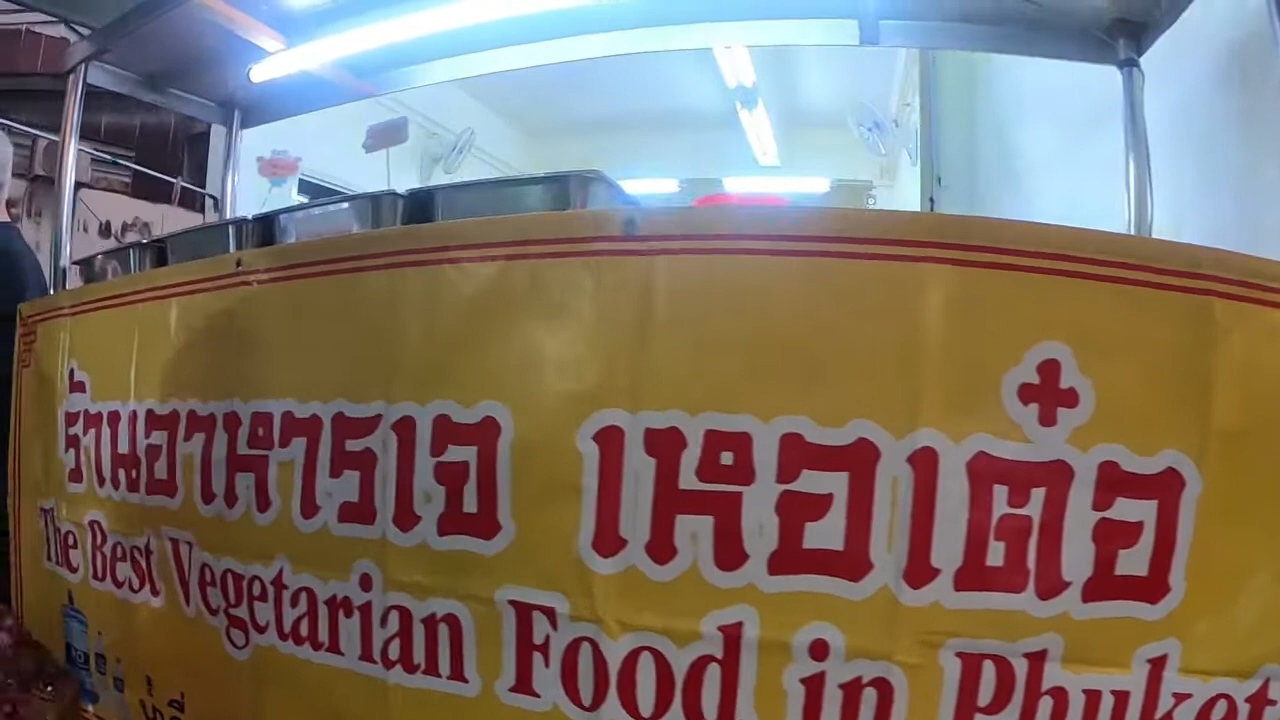 ร้านอาหารเจ เหอเต๋อ
The Best Vegetarian Food in Phuket